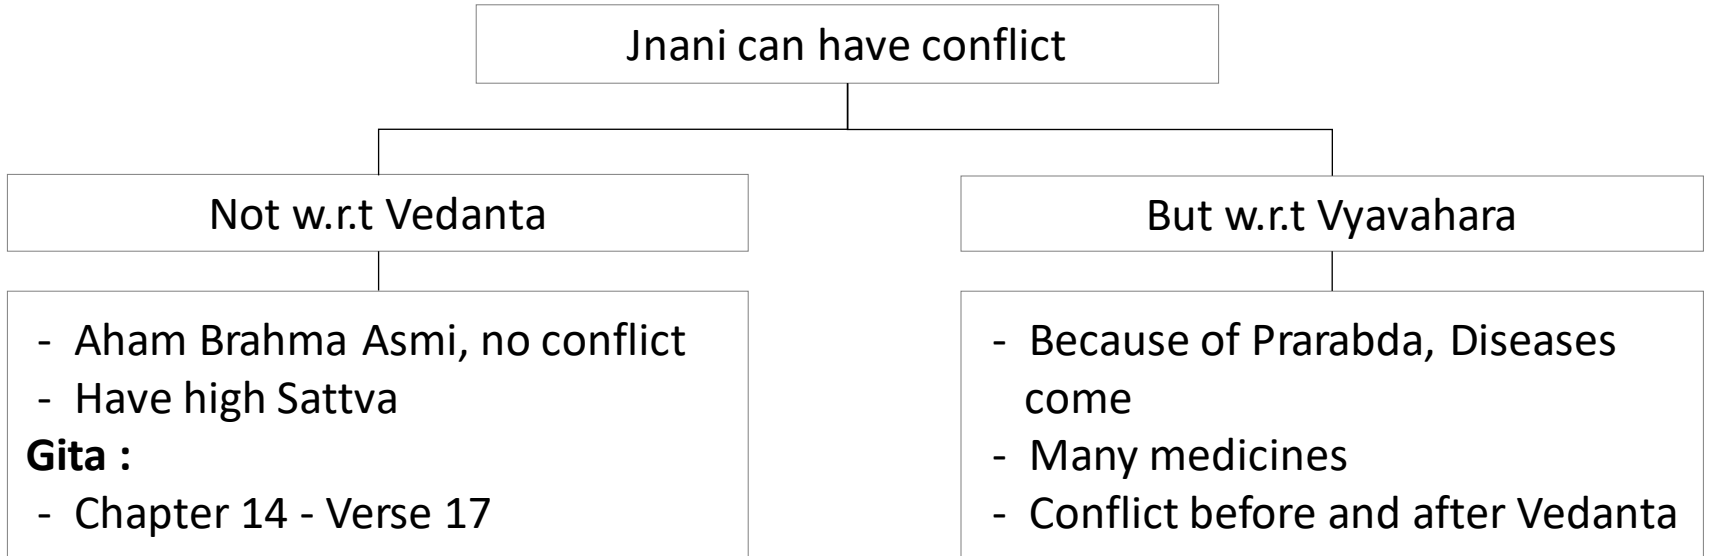 Jnani can have conflict
Not w.r.t Vedanta
- Aham Brahma Asmi, no conflict
- Have high Sattva
Gita :
- Chapter 14 - Verse 17
But w.r.t Vyavahara
- Because of Prarabda, Diseases
come
- Many medicines
- Conflict before and after Vedanta